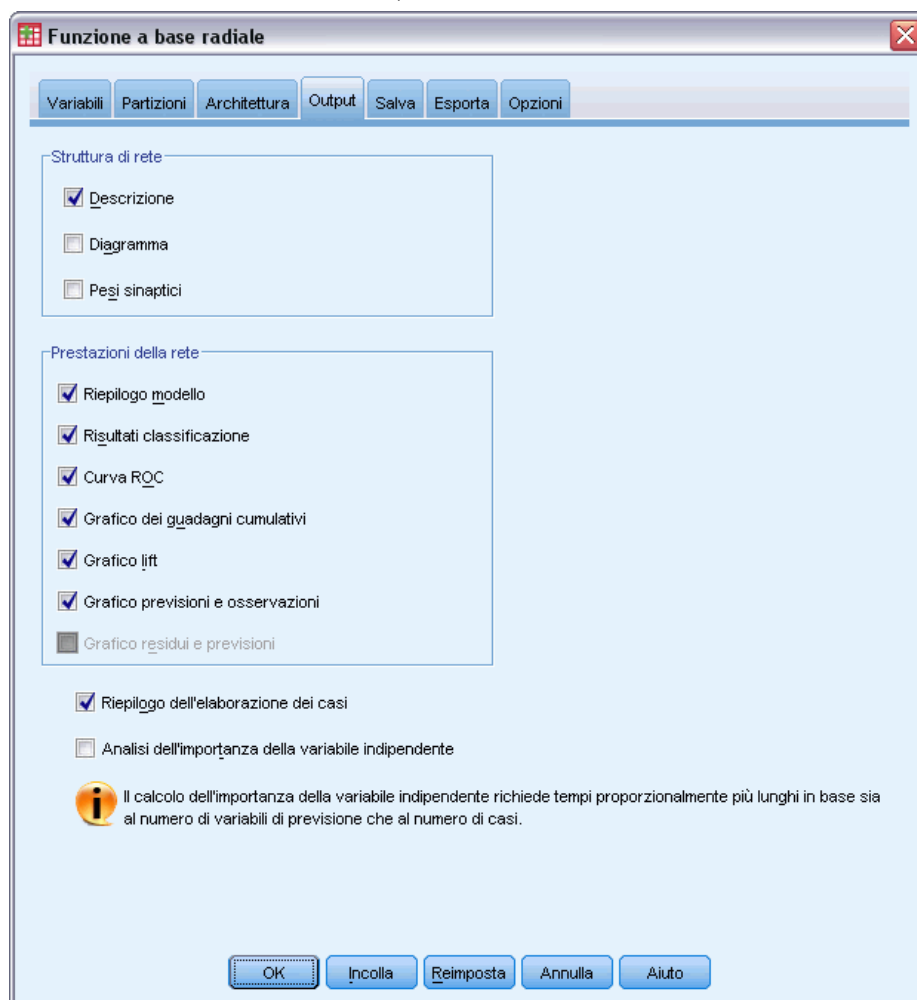 Funzione a base radiale
Variabili Partizioni Architettura Output Salva Esporta Opzioni
Struttura di rete
Descrizione
Diagramma
Pesi sinaptici
Prestazioni della rete
Riepilogo modello
Risultati classificazione
Curva ROC
Grafico dei guadagni cumulativi
Grafico lift
Grafico previsioni e osservazioni
Grafico residui e previsioni
Riepilogo dell'elaborazione dei casi
Analisi dell'importanza della variabile indipendente
Il calcolo dell'importanza della variabile indipendente richiede tempi proporzionalmente più lunghi in base sia
al numero di variabili di previsione che al numero di casi.
OK Incolla Reimposta Annulla Aiuto